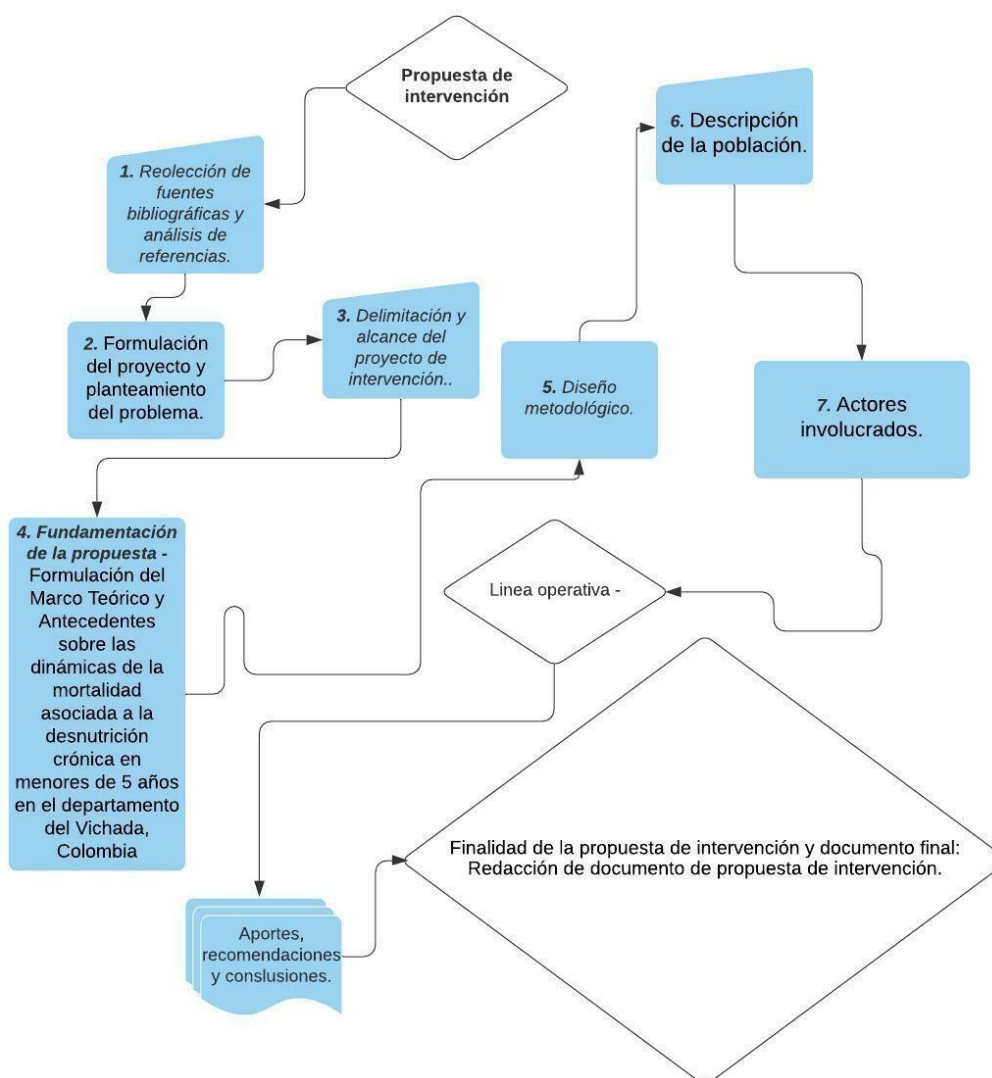 Propuesta de
intervención
1. Reolección de
fuentes
bibliográficas y
análisis de
referencias.
2. Formulación
del proyecto y
planteamiento
del problema.
3. Delimitación y
alcance del
proyecto de
intervención..
4. Fundamentación
de la propuesta -
Formulación del
Marco Teórico y
Antecedentes
sobre las
dinámicas de la
mortalidad
asociada a la
desnutrición
crónica en
menores de 5 años
en el departamento
del Vichada,
Colombia
5. Diseño
metodológico.
6. Descripción
de la población.
7. Actores
involucrados.
Linea operativa -
Aportes,
recomendaciones
y conslusiones.
Finalidad de la propuesta de intervención y documento final:
Redacción de documento de propuesta de intervención.